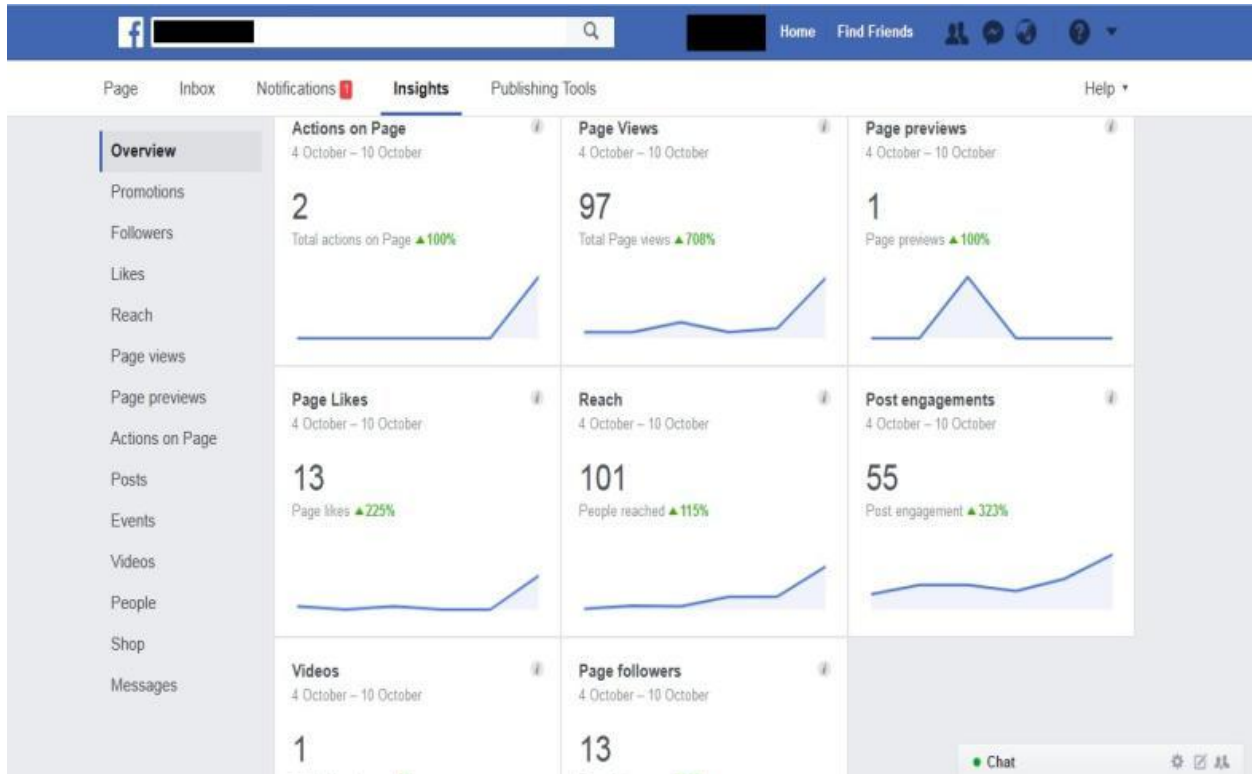 f
Home Find Friends
Page Inbox Notifications 1 Insights Publishing Tools Help
Overview
Promotions
Followers
Likes
Reach
Page views
Page previews
Actions on Page
Posts
Events
Videos
People
Shop
Messages
Actions on Page
4 October – 10 October
2
Total actions on Page ▲100%
Page Views
4 October – 10 October
97
Total Page views ▲708%
Page previews
4 October – 10 October
1
Page previews ▲100%
Page Likes
4 October – 10 October
13
Page likes ▲225%
Reach
4 October – 10 October
101
People reached ▲115%
Post engagements
4 October – 10 October
55
Post engagement ▲323%
Videos
4 October – 10 October
1
Page followers
4 October – 10 October
13
Chat